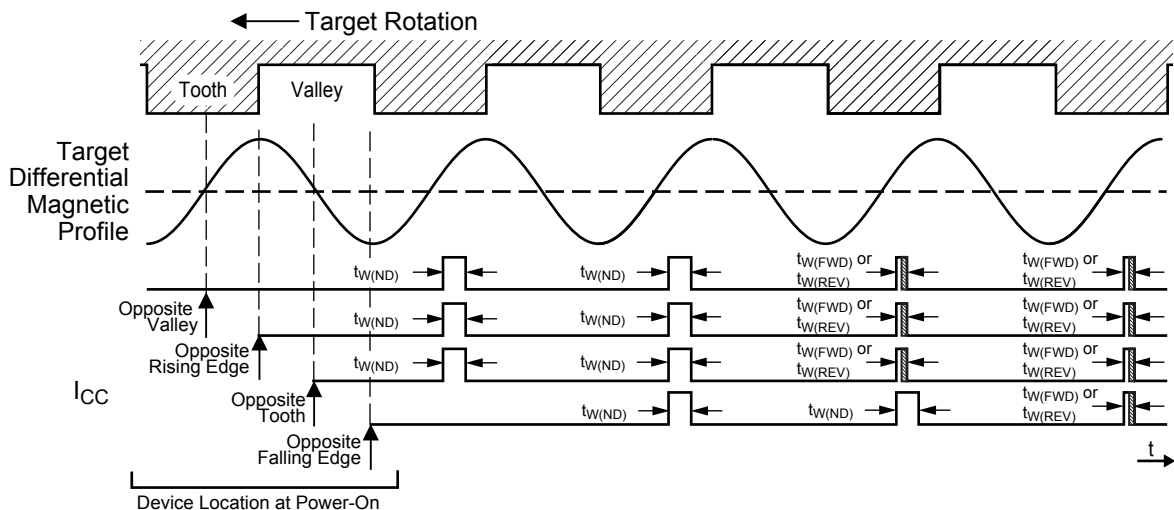 Target Rotation
Tooth
Valley
Target
Differential
Magnetic
Profile
tW(ND)
tW(ND)
tW(FWD) or
tW(REV)
tW(FWD) or
tW(REV)
Opposite
Valley
tW(ND)
tW(ND)
tW(FWD) or
tW(REV)
tW(FWD) or
tW(REV)
Opposite
Rising Edge
tW(ND)
tW(ND)
tW(FWD) or
tW(REV)
tW(FWD) or
tW(REV)
ICC
Opposite
Tooth
tW(ND)
tW(ND)
tW(FWD) or
tW(REV)
Opposite
Falling Edge
t
Device Location at Power-On